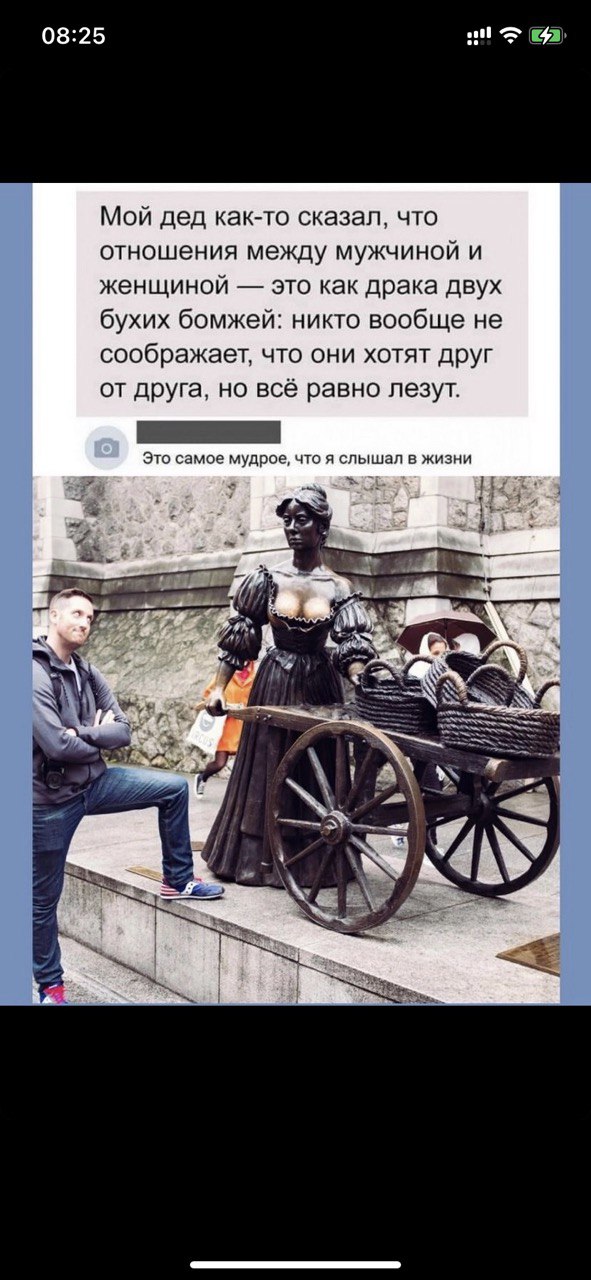 08:25
Мой дед как-то сказал, что
отношения между мужчиной и
женщиной — это как драка двух
бухих бомжей: никто вообще не
соображает, что они хотят друг
от друга, но всё равно лезут.
Это самое мудрое, что я слышал в жизни